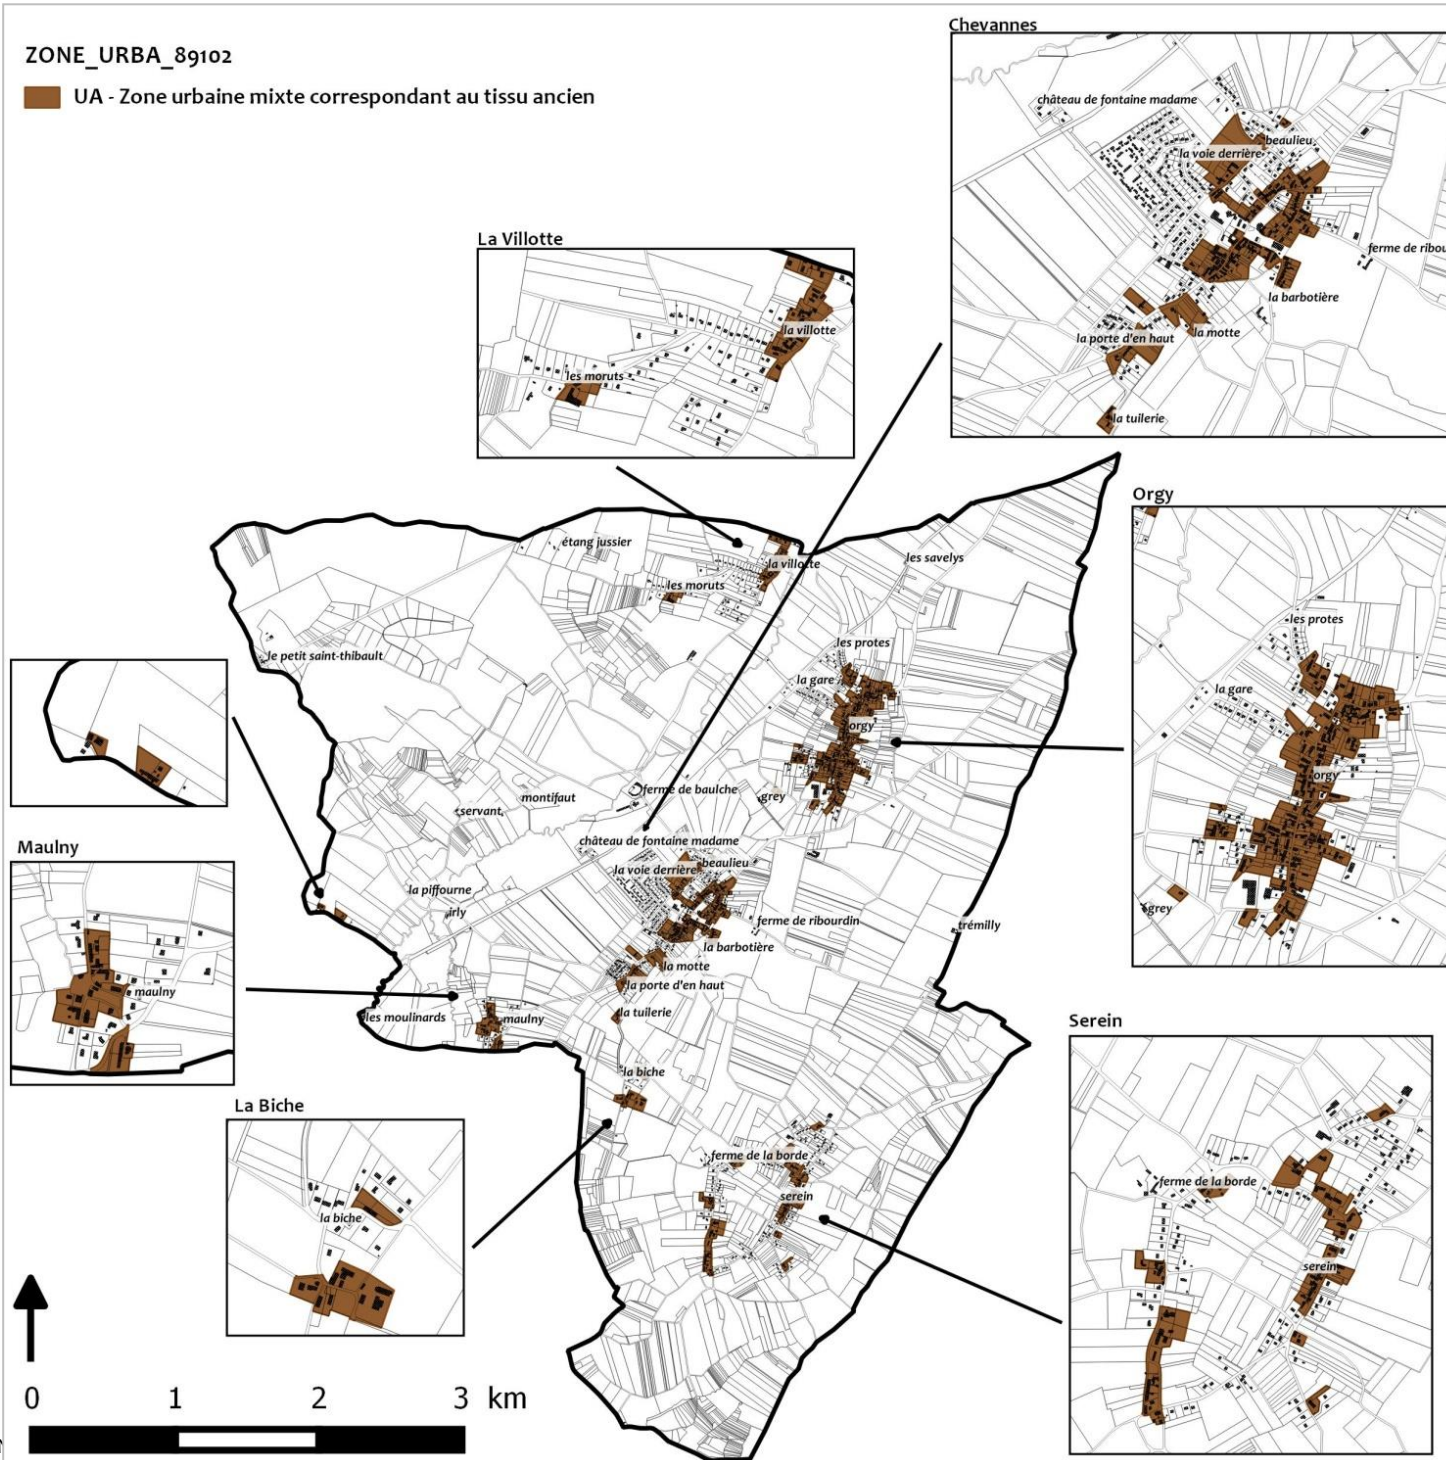 ZONE_URBA_89102
UA - Zone urbaine mixte correspondant au tissu ancien
Chevannes
château de fontaine madame
beaulieu
la voie derrière
ferme de ribou
la barbotière
la motte
la porte d'en haut
la tuilerie
La Villotte
la villotte
les moruts
Orgy
les protes
la gare
orgy
grey
étang jussier
la villotte
les savelys
les moruts
le petit saint-thibault
les protes
la gare
orgy
ferme de baulche
grey
montifaut
servant
château de fontaine madame
beaulieu
la voie derrière
la piffourne
irly
ferme de ribourdin
trémilly
la barbotière
la motte
la porte d'en haut
la tuilerie
les moulinards
maulny
la biche
ferme de la borde
serein
Maulny
maulny
La Biche
la biche
Serein
ferme de la borde
serein
0 1 2 3 km